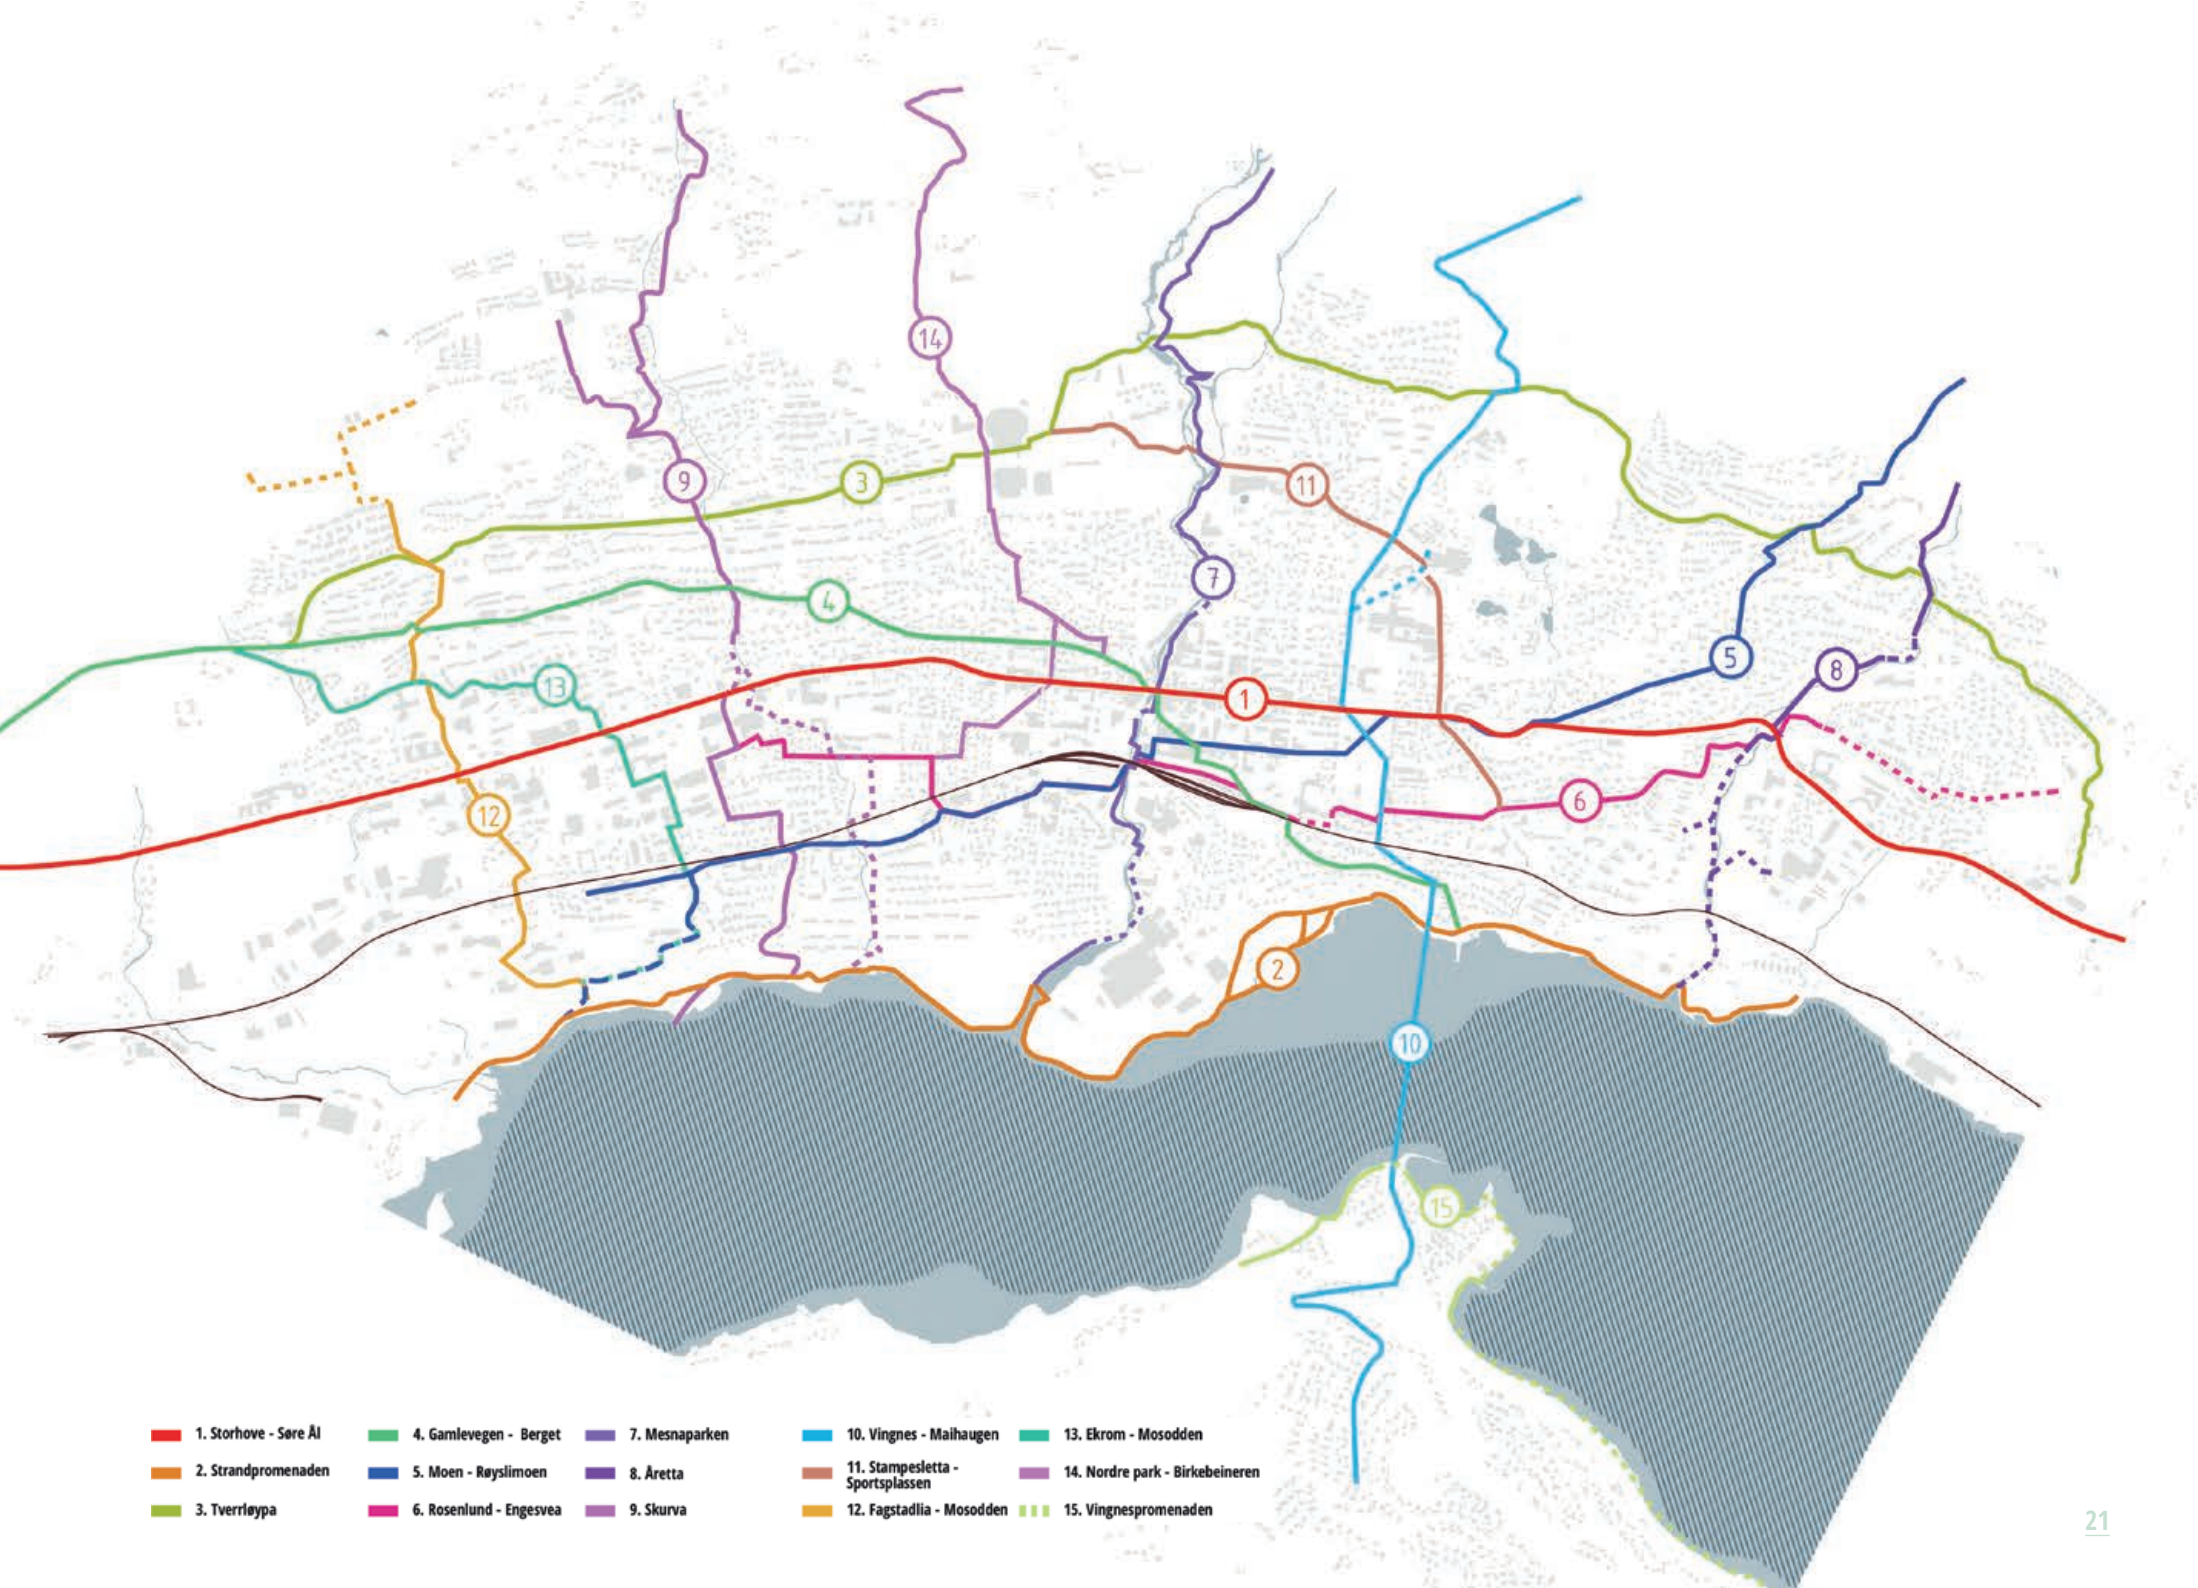 14
9
3
11
7
4
5
8
13
1
12
6
2
10
15
1. Storhove - Søre Ål
2. Strandpromenaden
3. Tverrløypa
4. Gamlevegen - Berget
5. Moen - Røyslimoen
6. Rosenlund - Engesvea
7. Mesnaparken
8. Åretta
9. Skurva
10. Vingnes - Maihaugen
11. Stampesletta -
Sportsplassen
12. Fagstadlia - Mosodden
13. Ekrom - Mosodden
14. Nordre park - Birkebeineren
15. Vingnespromenaden
21